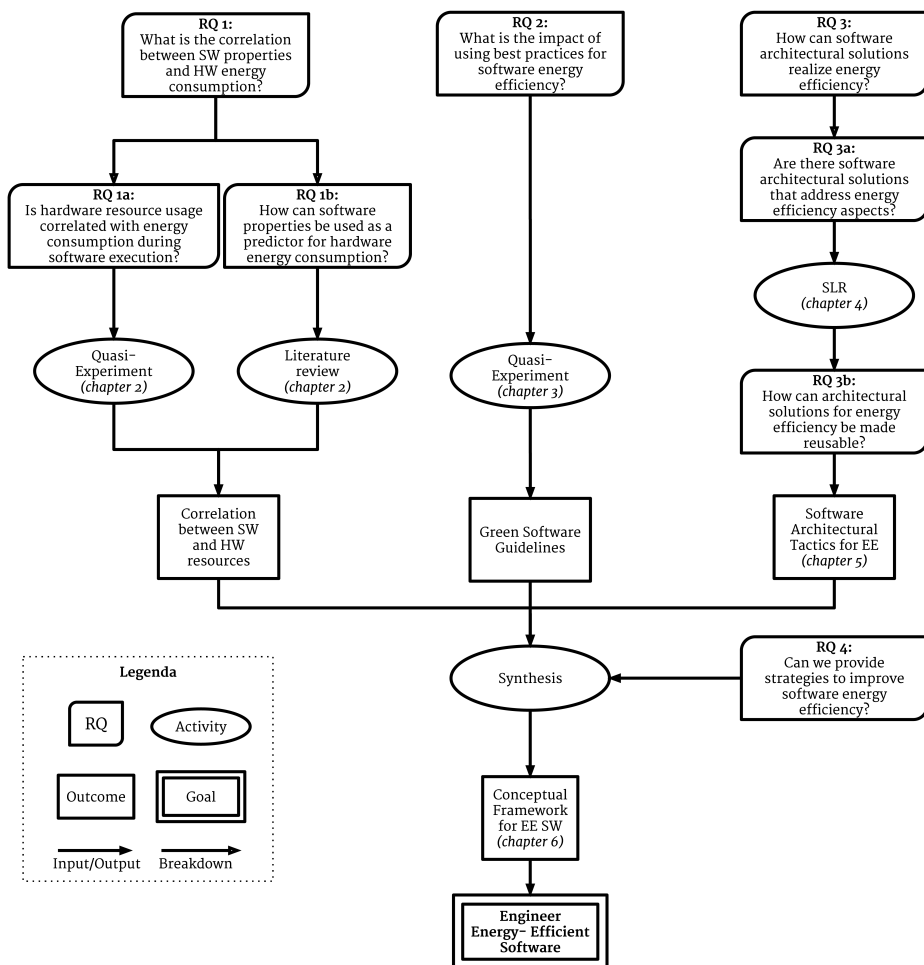 RQ 1:
What is the correlation
between SW properties
and HW energy
consumption?
RQ 2:
What is the impact of
using best practices for
software energy
efficiency?
RQ 3:
How can software
architectural solutions
realize energy
efficiency?
RQ 1a:
Is hardware resource usage
correlated with energy
consumption during
software execution?
RQ 1b:
How can software
properties be used as a
predictor for hardware
energy consumption?
RQ 3a:
Are there software
architectural solutions
that address energy
efficiency aspects?
SLR
(chapter 4)
Quasi-
Experiment
(chapter 2)
Literature
review
(chapter 2)
Quasi-
Experiment
(chapter 3)
RQ 3b:
How can architectural
solutions for energy
efficiency be made
reusable?
Correlation
between SW
and HW
resources
Green Software
Guidelines
Software
Architectural
Tactics for EE
(chapter 5)
Synthesis
RQ 4:
Can we provide
strategies to improve
software energy
efficiency?
Legenda
RQ
Activity
Outcome
Goal
Input/Output
Breakdown
Conceptual
Framework
for EE SW
(chapter 6)
Engineer
Energy- Efficient
Software